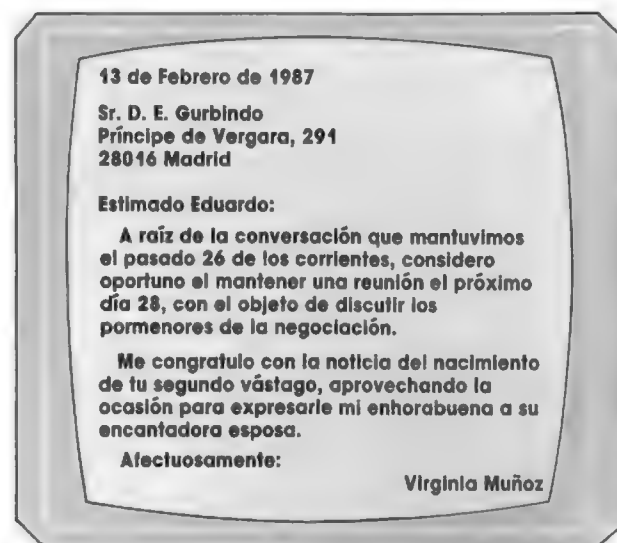 13 de Febrero de 1987
Sr. D. E. Gurbindo
Príncipe de Vergara, 291
28016 Madrid
Estimado Eduardo:
A raíz de la conversación que mantuvimos
el pasado 26 de los corrientes, considero
oportuno el mantener una reunión el próximo
día 28, con el objeto de discutir los
pormenores de la negociación.
Me congratulo con la noticia del nacimiento
de tu segundo vástago, aprovechando la
ocasión para expresarle mi enhorabuena a su
encantadora esposa.
Afectuosamente:
Virginia Muñoz